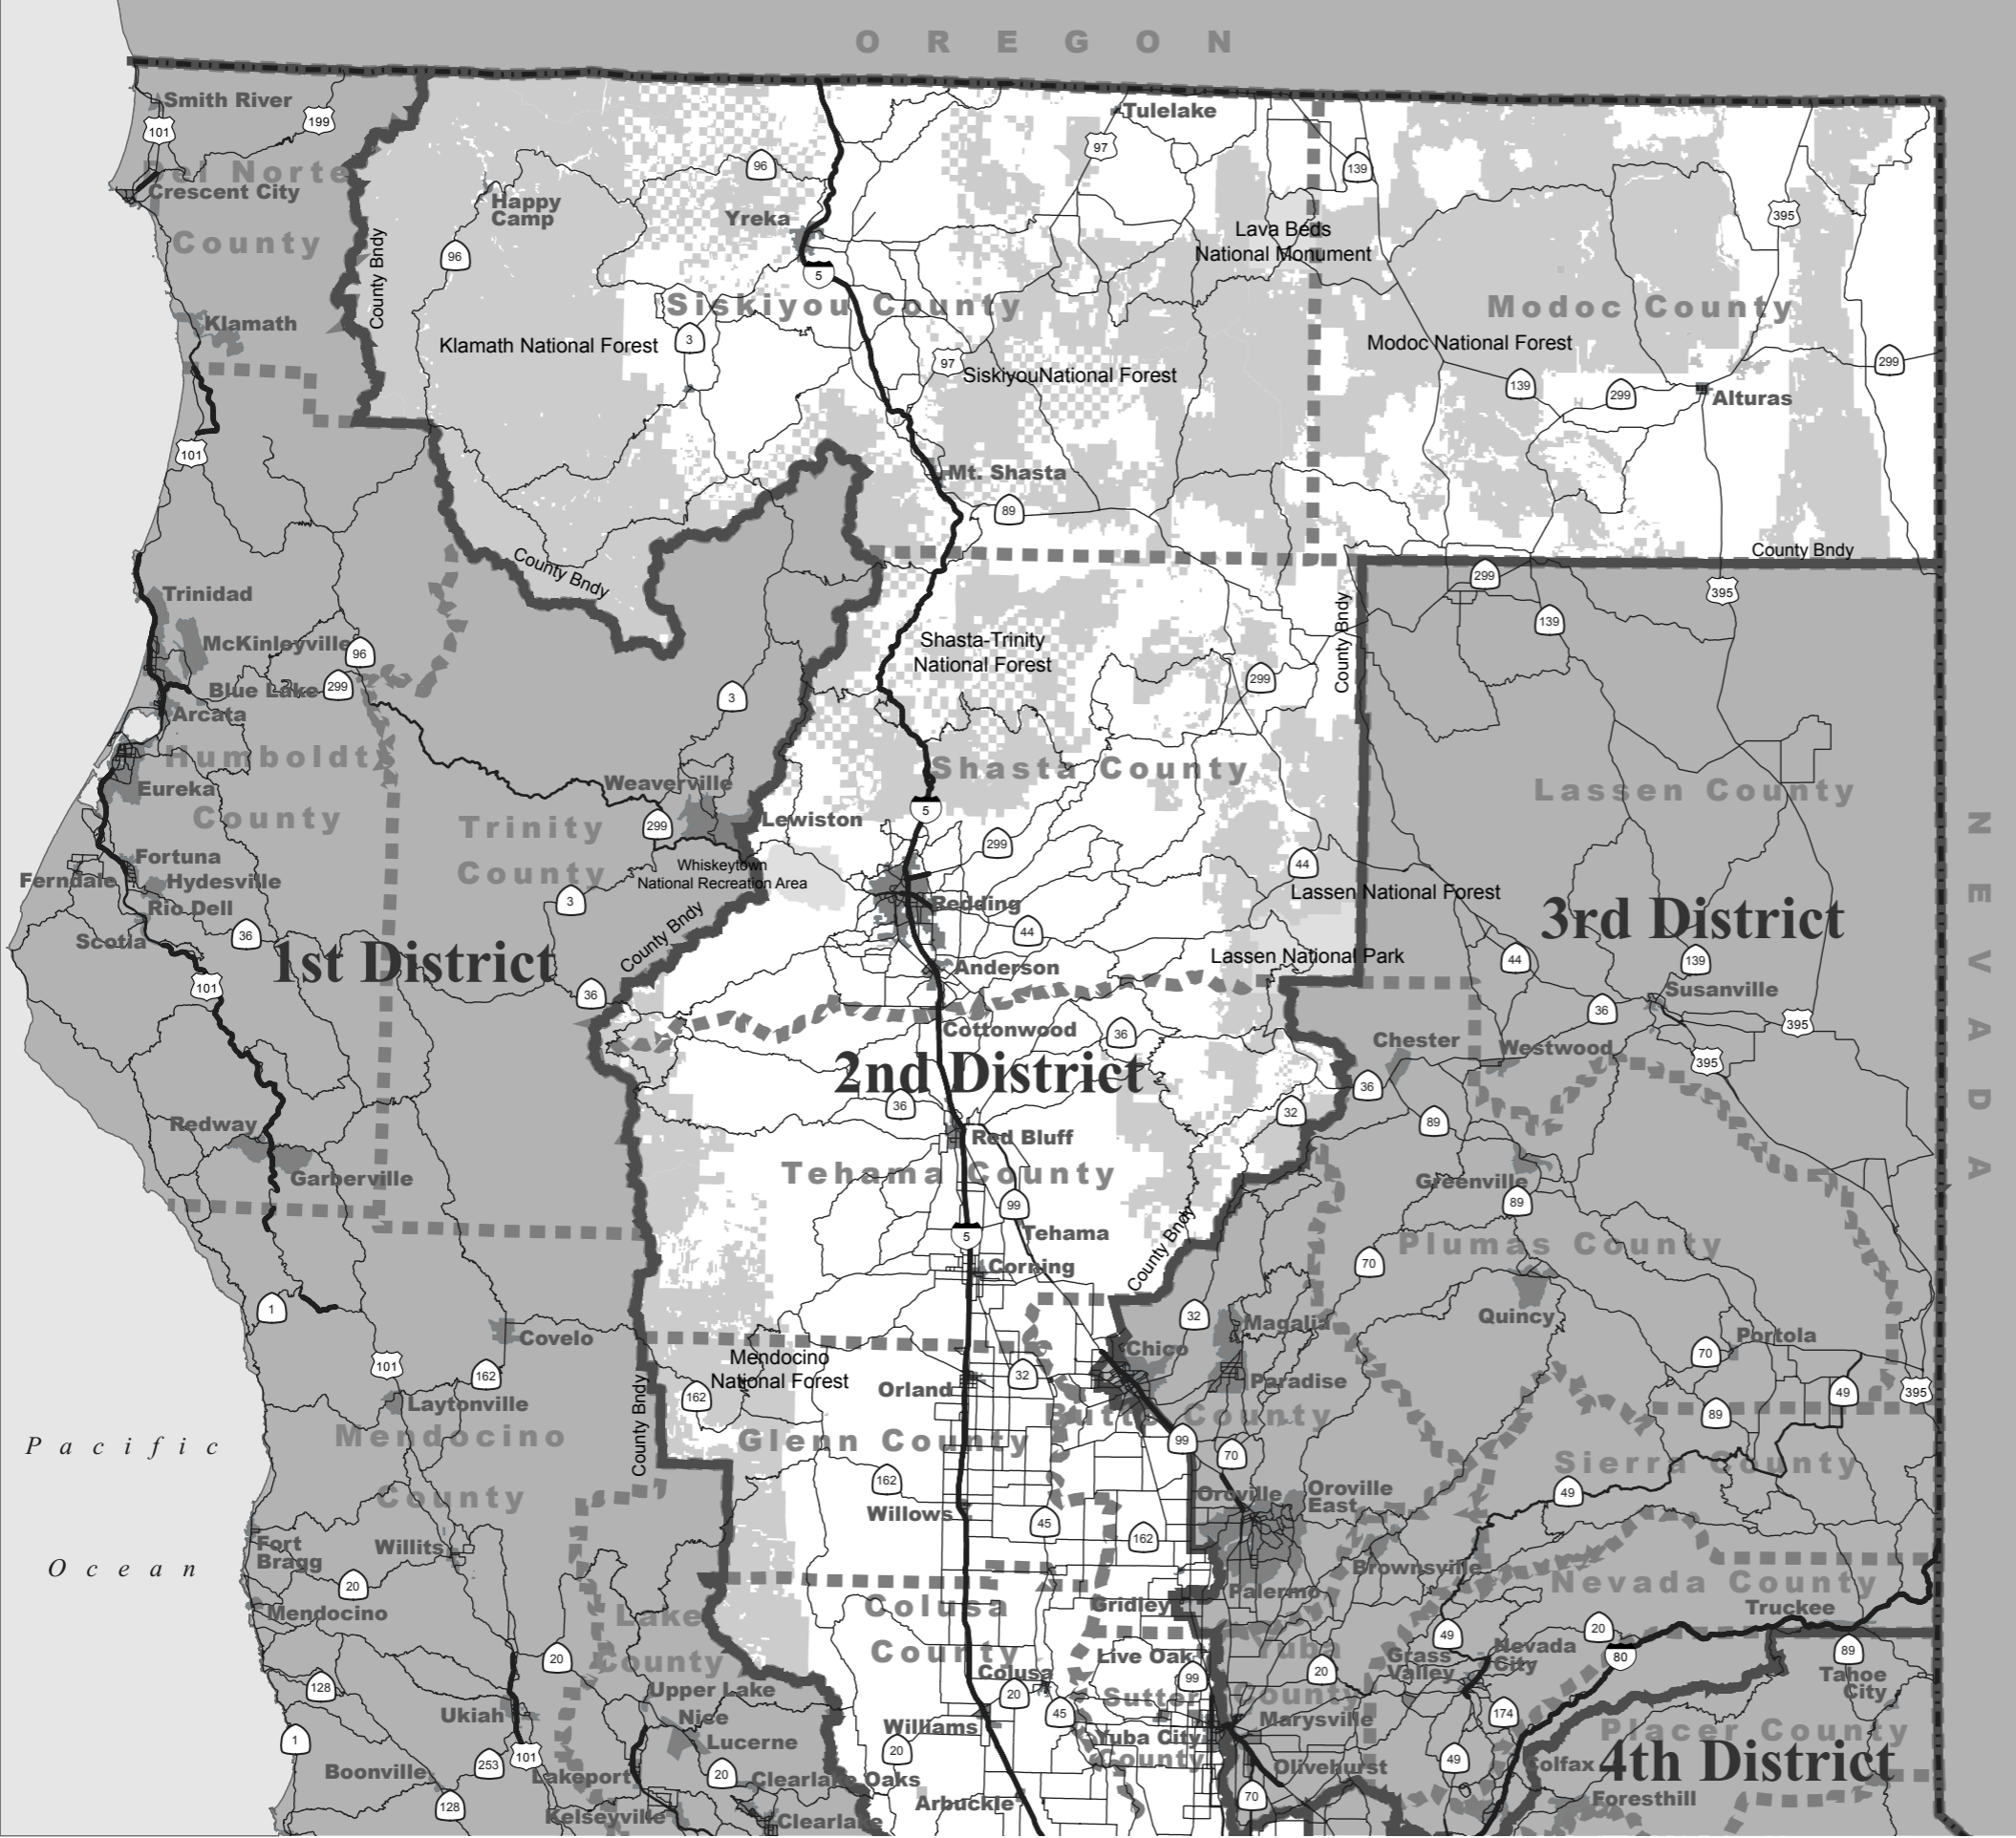 OREGON
Smith River
199
101
Del Norte
Crescent City
County
Klamath
101
County Bndy
Happy
Camp
96
96
Yreka
5
Siskiyou County
Klamath National Forest
3
97
SiskiyouNational Forest
Tulelake
97
139
Lava Beds
National Monument
395
Modoc County
Modoc National Forest
139
299
299
Alturas
Mt. Shasta
89
County Bndy
County Bndy
299
395
139
County Bndy
Trinidad
McKinleyville
96
Blue Lake
299
Arcata
Humboldt
Eureka
County
3
Shasta-Trinity
National Forest
299
Shasta County
5
Weaverville
Lewiston
299
Trinity
County
Whiskeytown
National Recreation Area
3
299
44
Lassen County
NEVADA
Fortuna
Ferndale
Hydesville
Rio Dell
Scotia
36
1st District
101
County Bndy
36
Redding
44
Anderson
Lassen National Forest
Lassen National Park
3rd District
44
139
Susanville
36
395
Cottonwood
36
2nd District
36
Chester
Westwood
395
36
32
89
Redway
Garberville
Red Bluff
Tehama County
99
5
Tehama
Corning
County Bndy
Greenville
89
Plumas County
70
Quincy
1
Covelo
101
162
Laytonville
Mendocino
County
County Bndy
Mendocino
National Forest
162
Orland
32
Glenn County
162
Willows
45
32
Magalia
Chico
Paradise
Butte County
99
70
Portola
70
49
395
89
Sierra County
49
Oroville
Oroville
East
162
Pacific
Ocean
Fort
Bragg
Willits
20
Mendocino
Lake
County
20
128
Upper Lake
Nice
Lucerne
Ukiah
1
253
101
Boonville
Lakeport
20
Clearlake Oaks
128
Kelseyville
Clearlake
Colusa
County
Colusa
20
45
Williams
20
Arbuckle
Gridley
Live Oak
99
Sutter
Yuba City
County
Palermo
Brownsville
Nevada County
Truckee
Yuba
County
20
49
Grass
Valley
Nevada
City
20
80
89
Tahoe
City
Marysville
174
Placer County
Olivehurst
49
Colfax
4th District
70
Foresthill